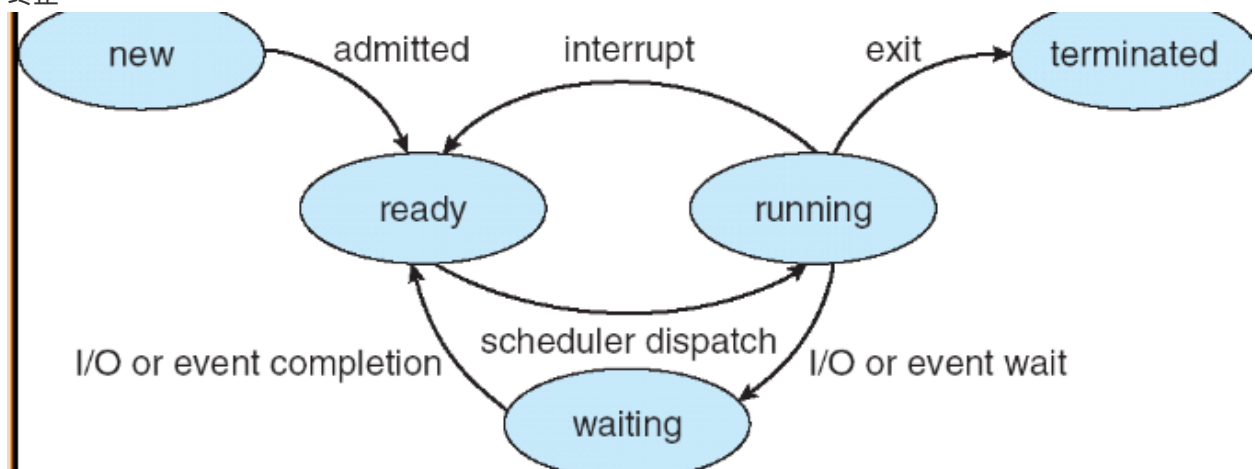 new
admitted
interrupt
exit
terminated
ready
running
scheduler dispatch
I/O or event completion
I/O or event wait
waiting